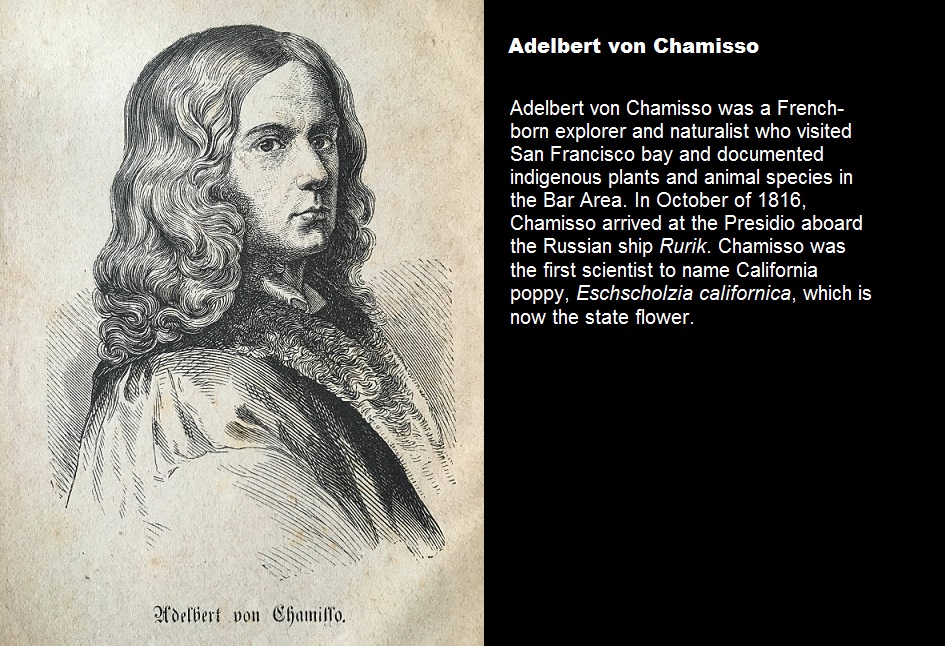 Adelbert von Chamisso
Adelbert von Chamisso was a French-
born explorer and naturalist who visited
San Francisco bay and documented
indigenous plants and animal species in
the Bar Area. In October of 1816,
Chamisso arrived at the Presidio aboard
the Russian ship Rurik. Chamisso was
the first scientist to name California
poppy, Eschscholzia californica, which is
now the state flower.
Adelbert von Chamisso.